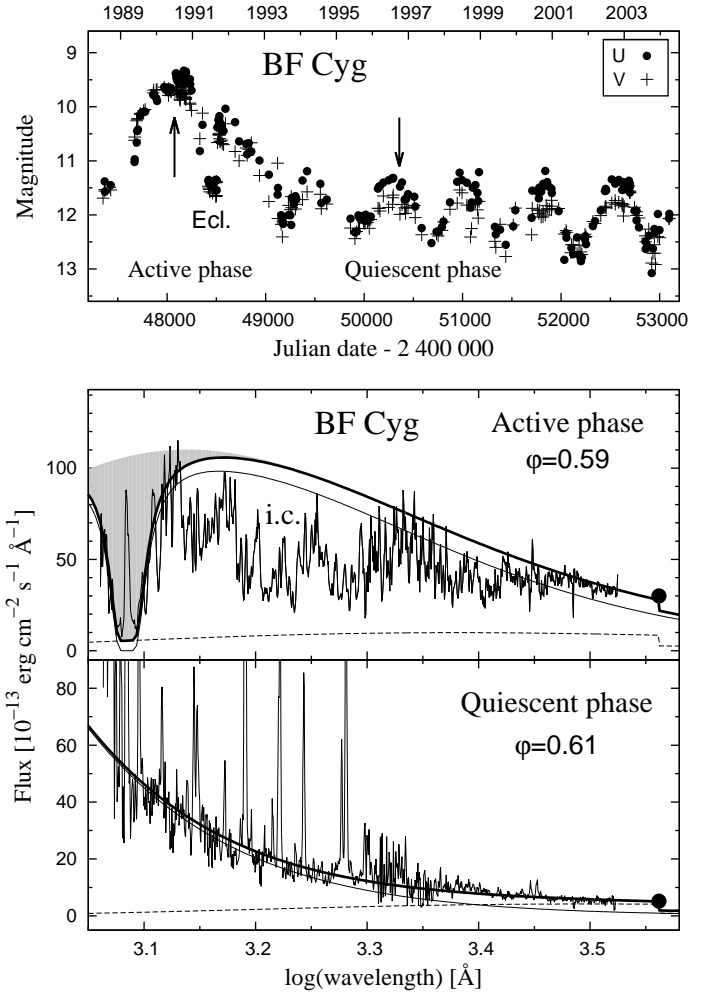 1989 1991 1993 1995 1997 1999 2001 2003
BF Cyg
U
V
9
10
11
12
13
Magnitude
Ecl.
Active phase
Quiescent phase
48000 49000 50000 51000 52000 53000
Julian date - 2 400 000
BF Cyg
Active phase
φ=0.59
i.c.
100
50
0
Flux [10⁻¹³ erg cm⁻² s⁻¹ Å⁻¹]
Quiescent phase
φ=0.61
80
60
40
20
0
3.1 3.2 3.3 3.4 3.5
log(wavelength) [Å]